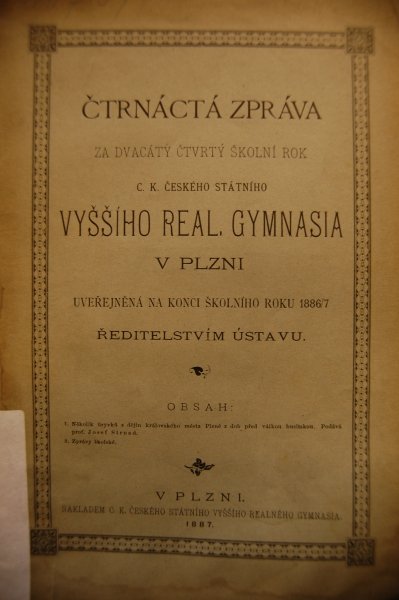 ČTRNÁCTÁ ZPRÁVA
ZA DVACÁTÝ ČTVRTÝ ŠKOLNÍ ROK
C. K. ČESKÉHO STÁTNÍHO
VYŠŠÍHO REAL. GYMNASIA
V PLZNI
UVEŘEJNĚNÁ NA KONCI ŠKOLNÍHO ROKU 1886/7
ŘEDITELSTVÍM ÚSTAVU.
OBSAH:
1. Několik úryvků z dějin královského města Plzně z dob před válkou husitskou. Podává
prof. Josef Strnad.
2. Zprávy školské.
V PLZNI.
NÁKLADEM C. K. ČESKÉHO STÁTNÍHO VYŠŠÍHO REALNÉHO GYMNASIA.
1887.